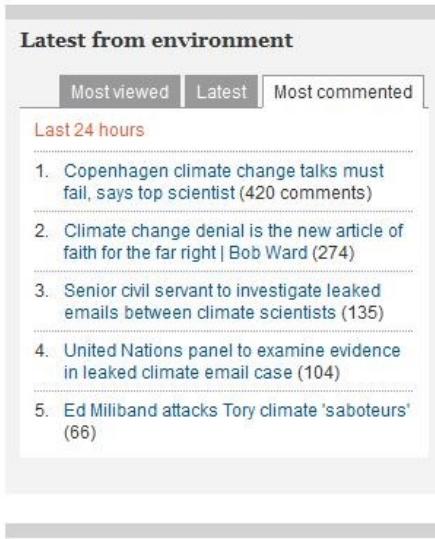 Latest from environment
Most viewed Latest Most commented
Last 24 hours
1. Copenhagen climate change talks must
fail, says top scientist (420 comments)
2. Climate change denial is the new article of
faith for the far right | Bob Ward (274)
3. Senior civil servant to investigate leaked
emails between climate scientists (135)
4. United Nations panel to examine evidence
in leaked climate email case (104)
5. Ed Miliband attacks Tory climate 'saboteurs'
(66)